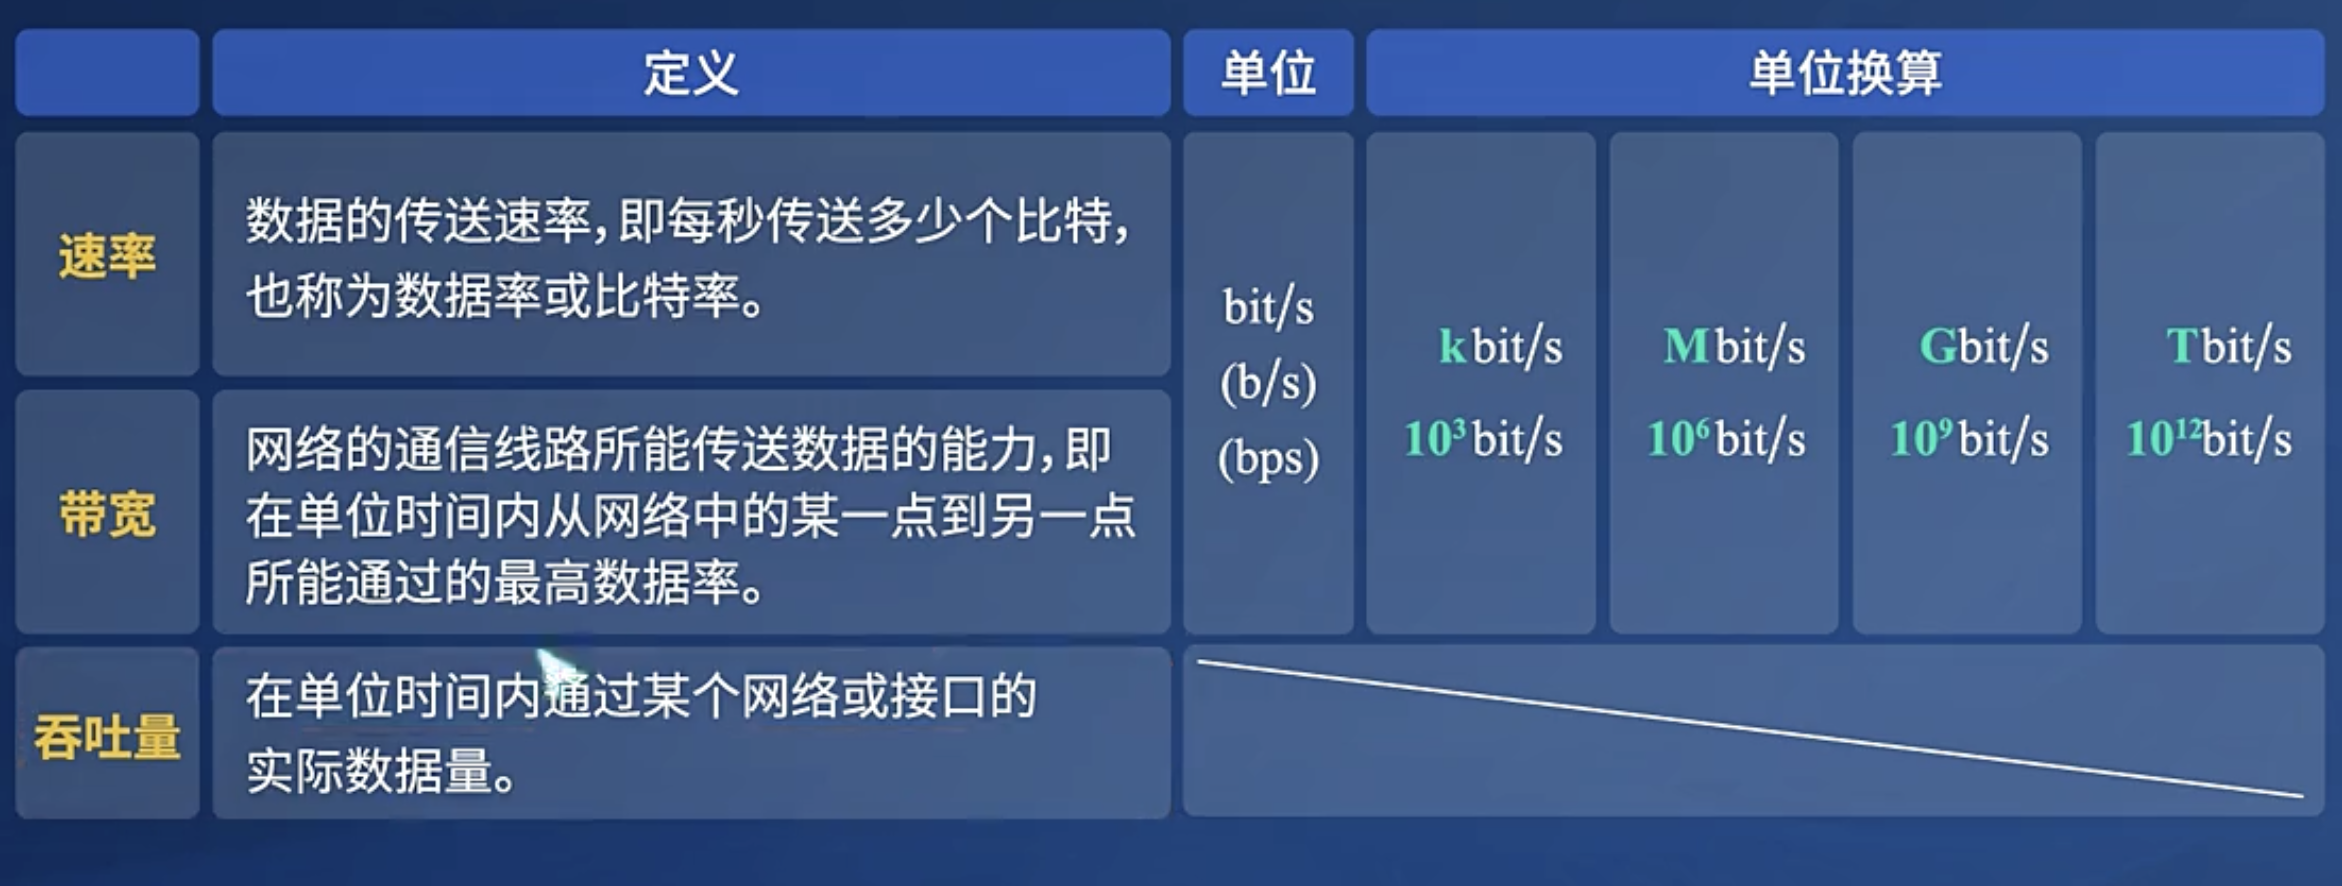 定义
单位
单位换算
速率
数据的传送速率，即每秒传送多少个比特，
也称为数据率或比特率。
bit/s
(b/s)
(bps)
kbit/s
10³bit/s
Mbit/s
10⁶bit/s
Gbit/s
10⁹bit/s
Tbit/s
10¹²bit/s
带宽
网络的通信线路所能传送数据的能力，即
在单位时间内从网络中的某一点到另一点
所能通过的最高数据率。
吞吐量
在单位时间内通过某个网络或接口的
实际数据量。